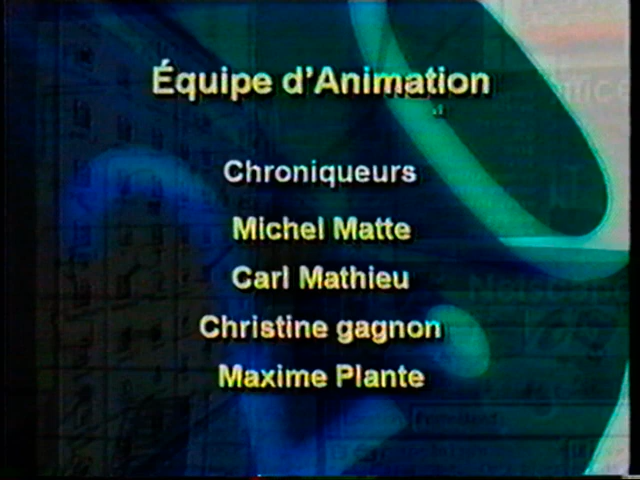 Équipe d'Animation
Chroniqueurs
Michel Matte
Carl Mathieu
Christine gagnon
Maxime Plante